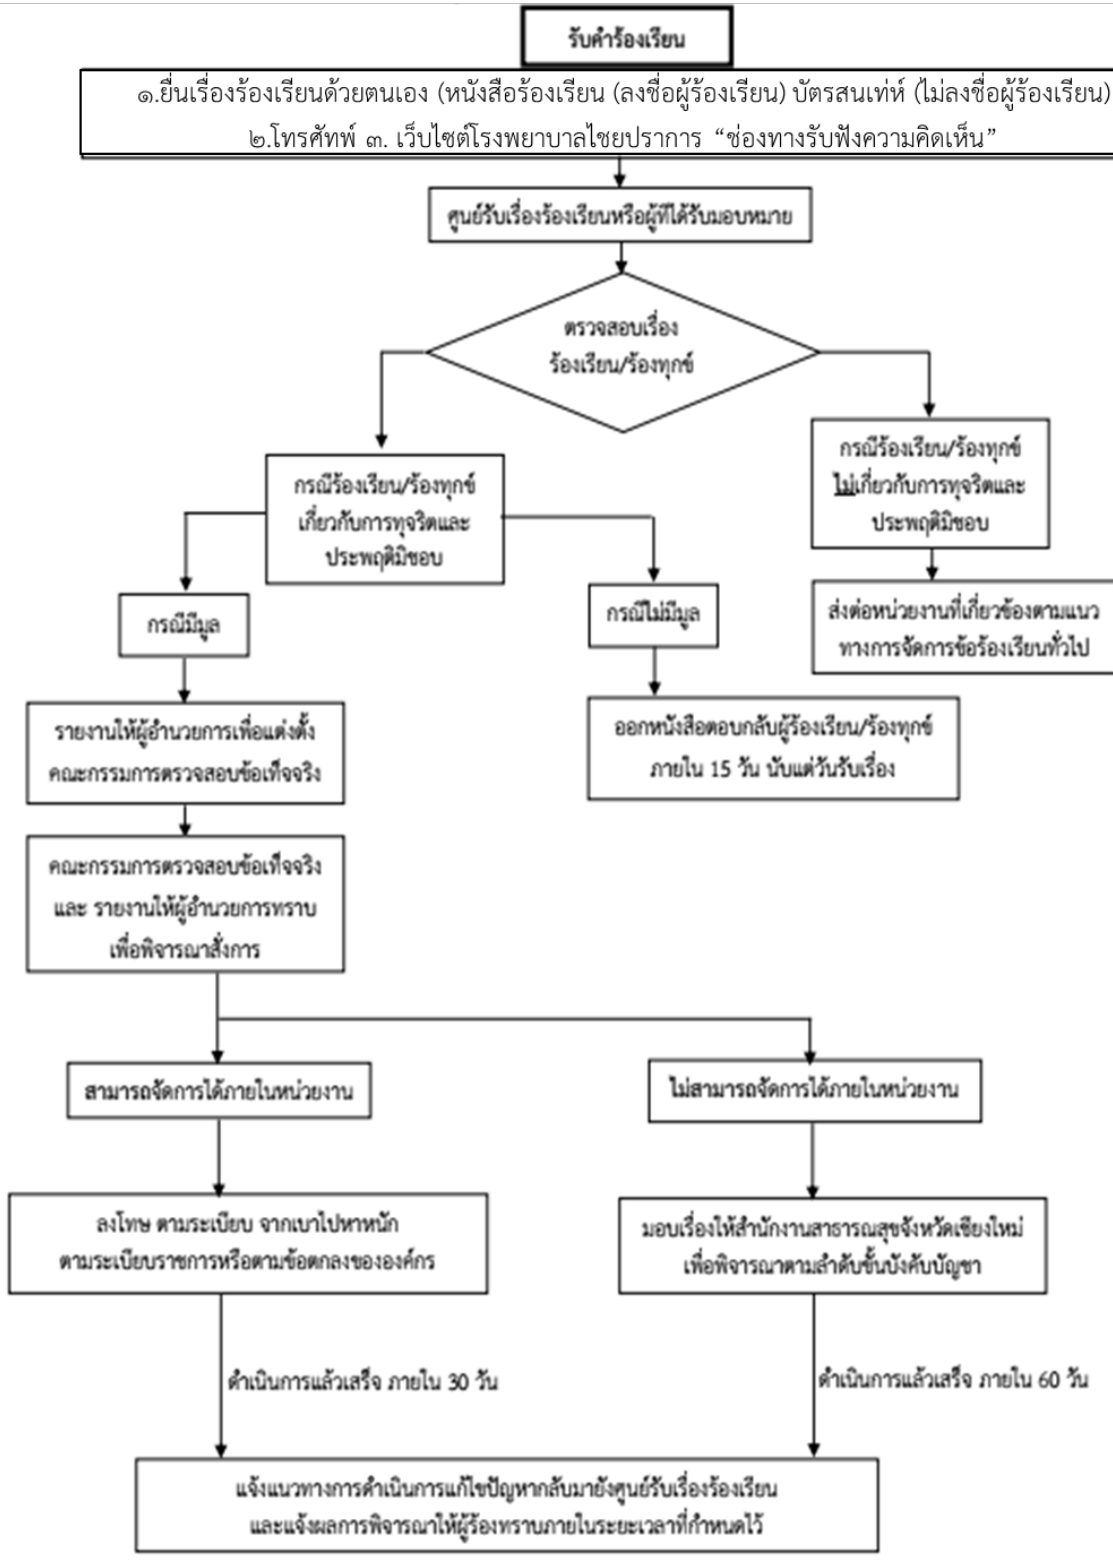 รับคำร้องเรียน
๑.ยื่นเรื่องร้องเรียนด้วยตนเอง (หนังสือร้องเรียน (ลงชื่อผู้ร้องเรียน) บัตรสนเท่ห์ (ไม่ลงชื่อผู้ร้องเรียน)
๒.โทรศัทพ์ ๓. เว็บไซต์โรงพยาบาลไชยปราการ “ช่องทางรับฟังความคิดเห็น”
ศูนย์รับเรื่องร้องเรียนหรือผู้ที่ได้รับมอบหมาย
ตรวจสอบเรื่อง
ร้องเรียน/ร้องทุกข์
กรณีร้องเรียน/ร้องทุกข์
เกี่ยวกับการทุจริตและ
ประพฤติมิชอบ
กรณีร้องเรียน/ร้องทุกข์
ไม่เกี่ยวกับการทุจริตและ
ประพฤติมิชอบ
กรณีมีมูล
กรณีไม่มีมูล
ส่งต่อหน่วยงานที่เกี่ยวข้องตามแนว
ทางการจัดการข้อร้องเรียนทั่วไป
รายงานให้ผู้อำนวยการเพื่อแต่งตั้ง
คณะกรรมการตรวจสอบข้อเท็จจริง
ออกหนังสือตอบกลับผู้ร้องเรียน/ร้องทุกข์
ภายใน 15 วัน นับแต่วันรับเรื่อง
คณะกรรมการตรวจสอบข้อเท็จจริง
และ รายงานให้ผู้อำนวยการทราบ
เพื่อพิจารณาสั่งการ
สามารถจัดการได้ภายในหน่วยงาน
ไม่สามารถจัดการได้ภายในหน่วยงาน
ลงโทษ ตามระเบียบ จากเบาไปหาหนัก
ตามระเบียบราชการหรือตามข้อตกลงขององค์กร
มอบเรื่องให้สำนักงานสาธารณสุขจังหวัดเชียงใหม่
เพื่อพิจารณาตามลำดับขั้นบังคับบัญชา
ดำเนินการแล้วเสร็จ ภายใน 30 วัน
ดำเนินการแล้วเสร็จ ภายใน 60 วัน
แจ้งแนวทางการดำเนินการแก้ไขปัญหากลับมายังศูนย์รับเรื่องร้องเรียน
และแจ้งผลการพิจารณาให้ผู้ร้องทราบภายในระยะเวลาที่กำหนดไว้